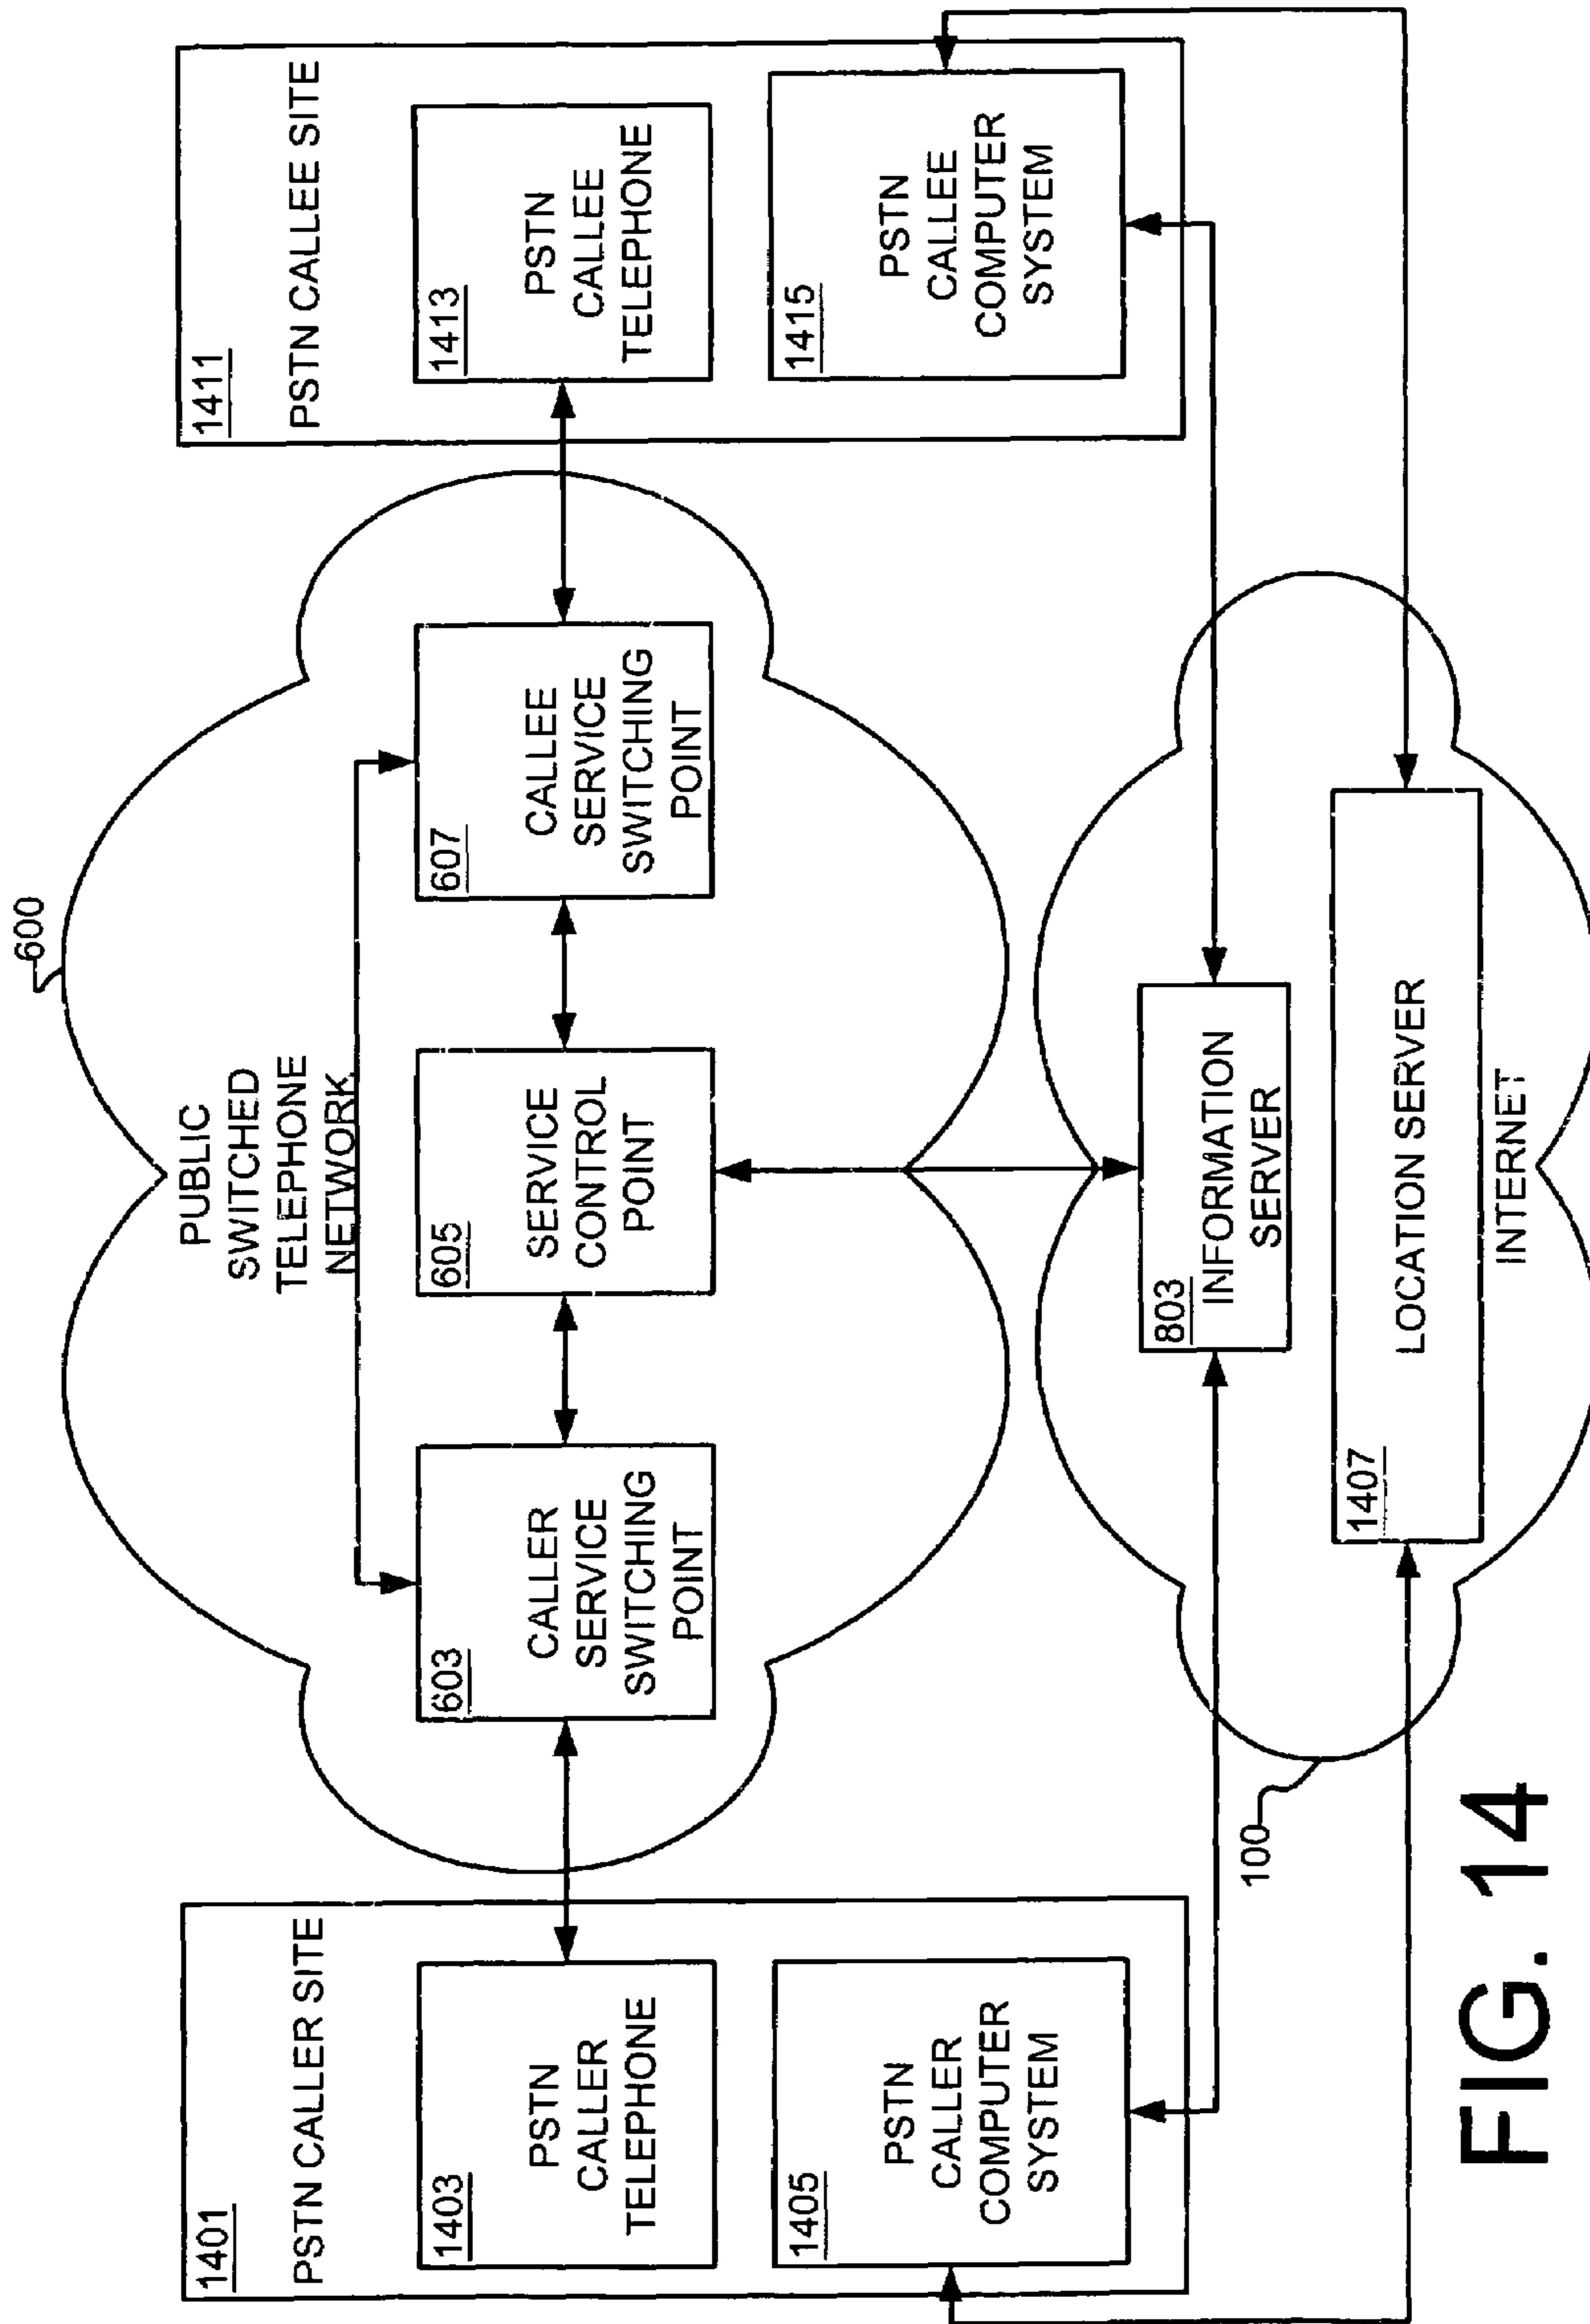 600
1401
PSTN CALLER SITE
1403
PSTN
CALLER
TELEPHONE
1405
PSTN
CALLER
COMPUTER
SYSTEM
PUBLIC
SWITCHED
TELEPHONE
NETWORK
603
CALLER
SERVICE
SWITCHING
POINT
605
SERVICE
CONTROL
POINT
607
CALLEE
SERVICE
SWITCHING
POINT
1411
PSTN CALLEE SITE
1413
PSTN
CALLEE
TELEPHONE
1415
PSTN
CALLEE
COMPUTER
SYSTEM
100
803
INFORMATION
SERVER
1407
LOCATION SERVER
INTERNET
FIG. 14